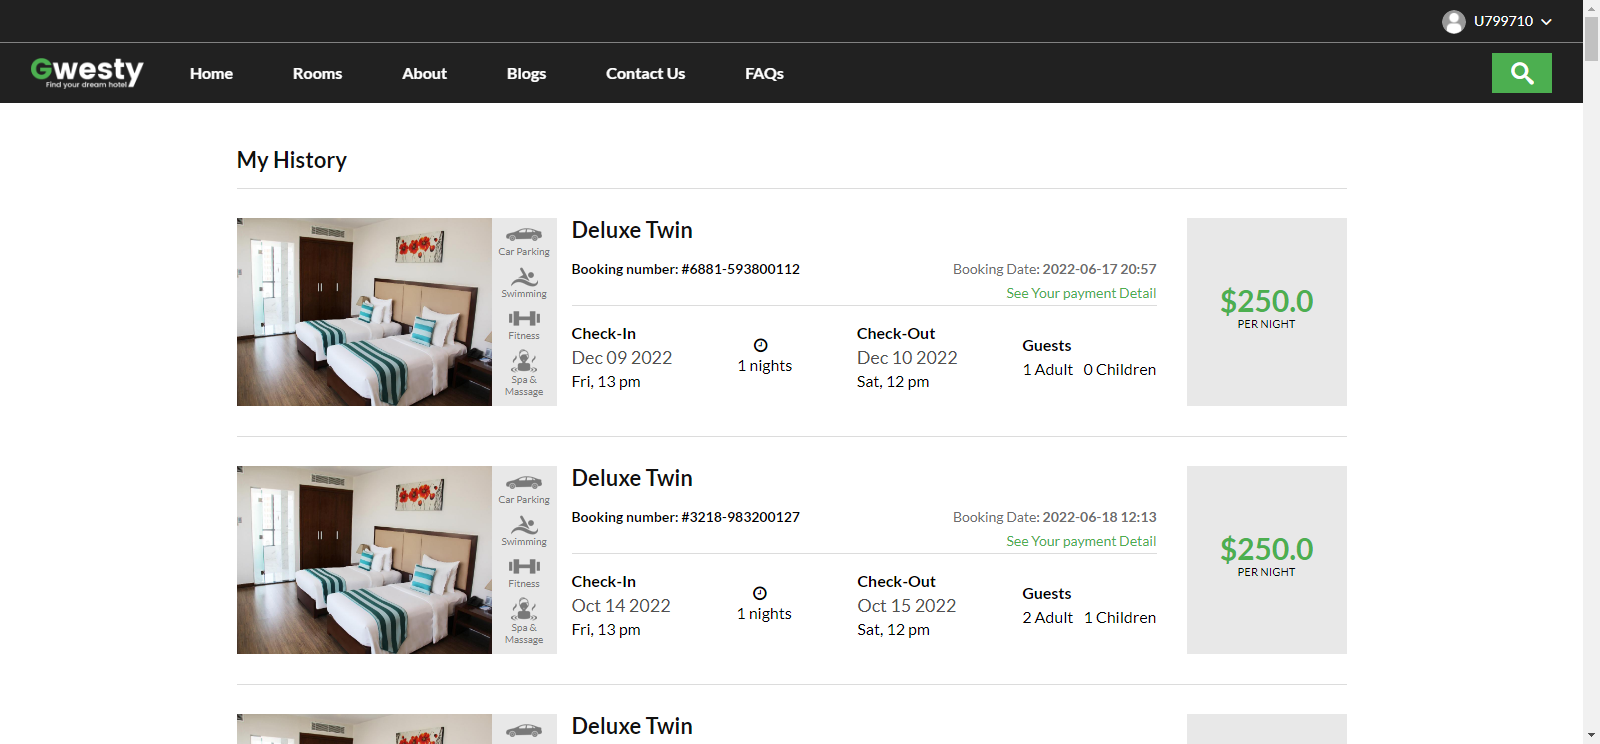 U799710
Gwesty
Find your dream hotel
Home
Rooms
About
Blogs
Contact Us
FAQs
My History
Car Parking
Swimming
Fitness
Spa &
Massage
Deluxe Twin
Booking number: #6881-593800112
Booking Date: 2022-06-17 20:57
See Your payment Detail
Check-In
Dec 09 2022
Fri, 13 pm
1 nights
Check-Out
Dec 10 2022
Sat, 12 pm
Guests
1 Adult 0 Children
$250.0
PER NIGHT
Car Parking
Swimming
Fitness
Spa &
Massage
Deluxe Twin
Booking number: #3218-983200127
Booking Date: 2022-06-18 12:13
See Your payment Detail
Check-In
Oct 14 2022
Fri, 13 pm
1 nights
Check-Out
Oct 15 2022
Sat, 12 pm
Guests
2 Adult 1 Children
$250.0
PER NIGHT
Deluxe Twin